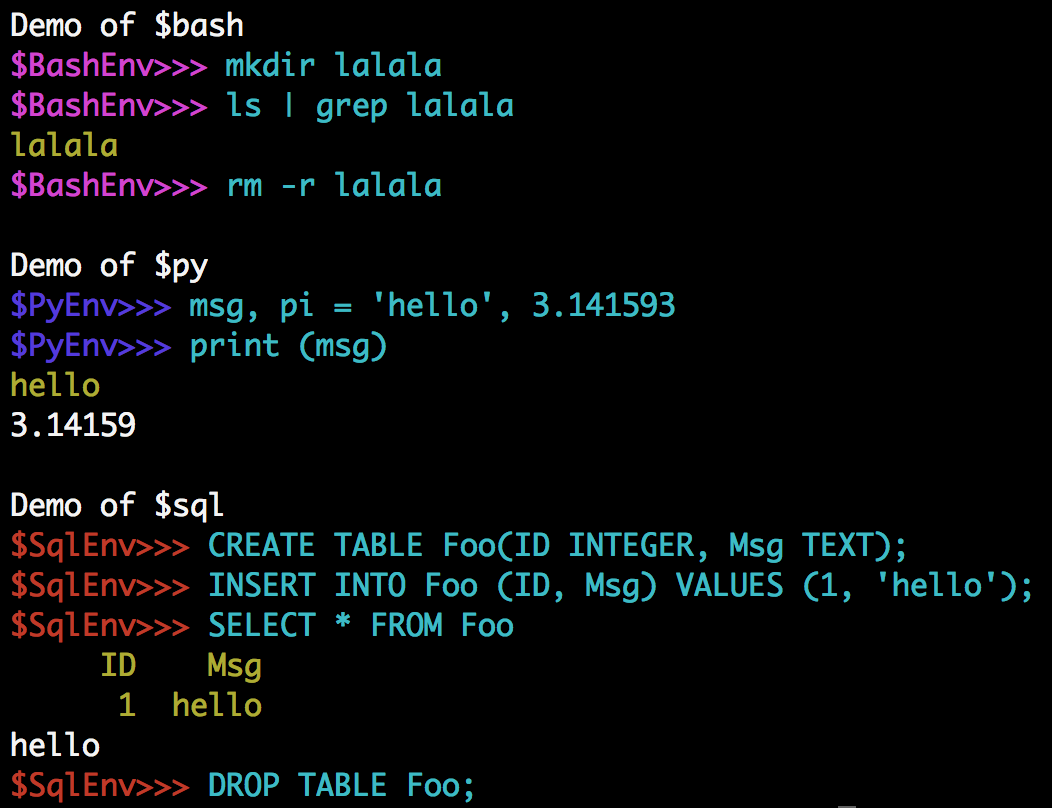 Demo of $bash
$BashEnv>>> mkdir lalala
$BashEnv>>> ls | grep lalala
lalala
$BashEnv>>> rm -r lalala
Demo of $py
$PyEnv>>> msg, pi = 'hello', 3.141593
$PyEnv>>> print (msg)
hello
3.14159
Demo of $sql
$SqlEnv>>> CREATE TABLE Foo(ID INTEGER, Msg TEXT);
$SqlEnv>>> INSERT INTO Foo (ID, Msg) VALUES (1, 'hello');
$SqlEnv>>> SELECT * FROM Foo
ID Msg
1 hello
hello
$SqlEnv>>> DROP TABLE Foo;